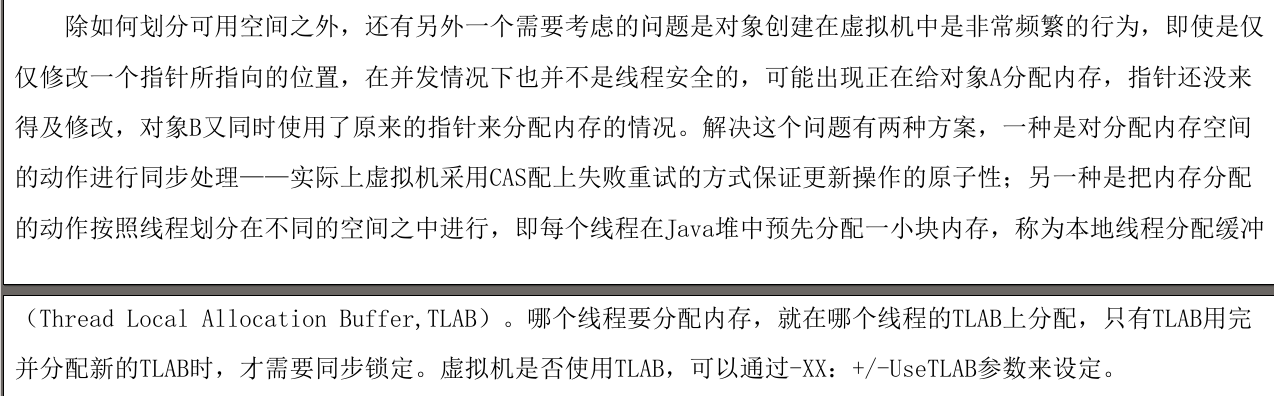 除如何划分可用空间之外，还有另外一个需要考虑的问题是对象创建在虚拟机中是非常频繁的行为，即使是仅
仅修改一个指针所指向的位置，在并发情况下也并不是线程安全的，可能出现正在给对象A分配内存，指针还没来
得及修改，对象B又同时使用了原来的指针来分配内存的情况。解决这个问题有两种方案，一种是对分配内存空间
的动作进行同步处理——实际上虚拟机采用CAS配上失败重试的方式保证更新操作的原子性；另一种是把内存分配
的动作按照线程划分在不同的空间之中进行，即每个线程在Java堆中预先分配一小块内存，称为本地线程分配缓冲
（Thread Local Allocation Buffer,TLAB）。哪个线程要分配内存，就在哪个线程的TLAB上分配，只有TLAB用完
并分配新的TLAB时，才需要同步锁定。虚拟机是否使用TLAB，可以通过-XX：+/-UseTLAB参数来设定。